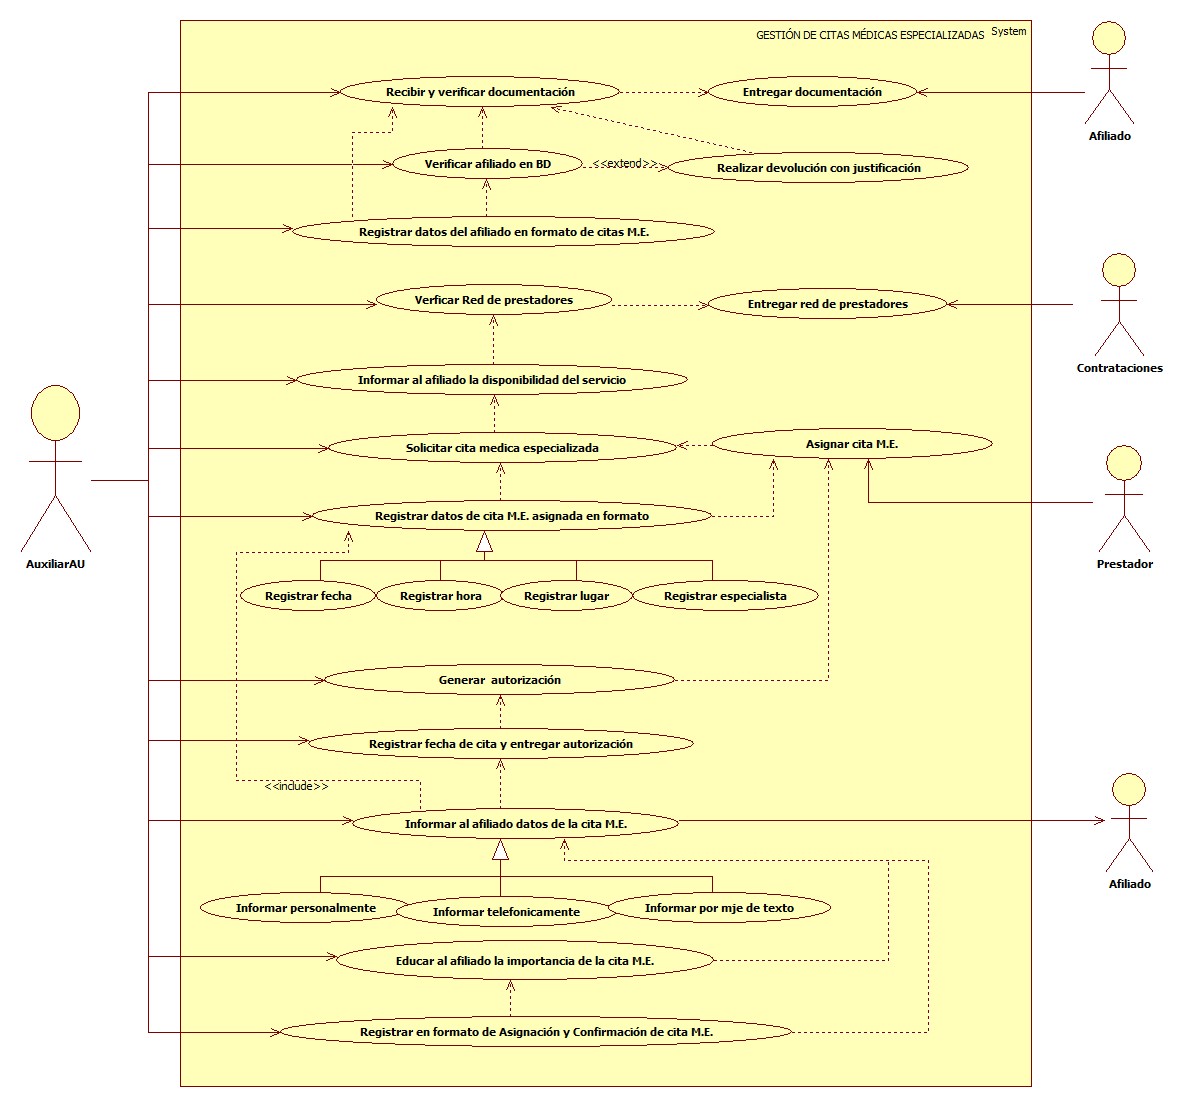 GESTIÓN DE CITAS MÉDICAS ESPECIALIZADAS System
Recibir y verificar documentación
Entregar documentación
Afiliado
Verificar afiliado en BD
<<extend>>
Realizar devolución con justificación
Registrar datos del afiliado en formato de citas M.E.
Verficar Red de prestadores
Entregar red de prestadores
Contrataciones
Informar al afiliado la disponibilidad del servicio
Solicitar cita medica especializada
Asignar cita M.E.
Registrar datos de cita M.E. asignada en formato
AuxiliarAU
Prestador
Registrar fecha
Registrar hora
Registrar lugar
Registrar especialista
Generar autorización
Registrar fecha de cita y entregar autorización
<<include>>
Informar al afiliado datos de la cita M.E.
Afiliado
Informar personalmente
Informar telefonicamente
Informar por mje de texto
Educar al afiliado la importancia de la cita M.E.
Registrar en formato de Asignación y Confirmación de cita M.E.